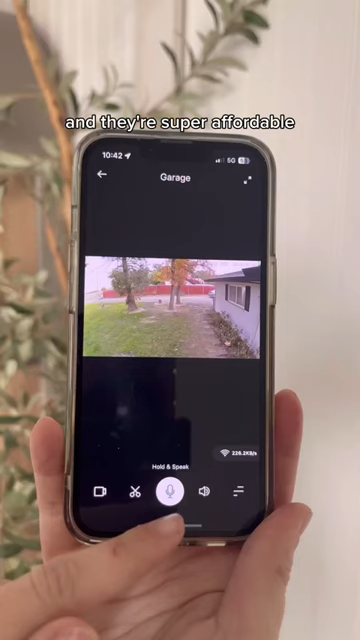 and they're super affordable
10:42
5G
Garage
226.2KB/s
Hold & Speak